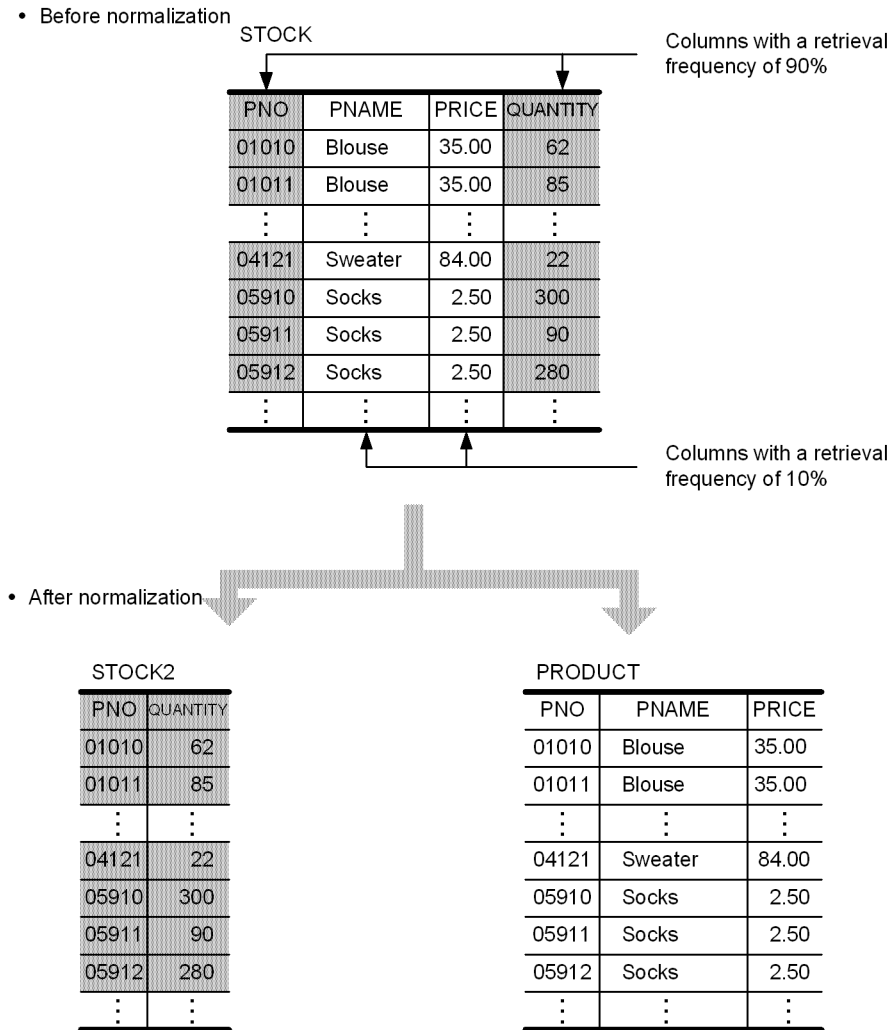 • Before normalization
STOCK
Columns with a retrieval
frequency of 90%
PNO PNAME PRICE QUANTITY
01010 Blouse 35.00 62
01011 Blouse 35.00 85
⋮ ⋮ ⋮ ⋮
04121 Sweater 84.00 22
05910 Socks 2.50 300
05911 Socks 2.50 90
05912 Socks 2.50 280
⋮ ⋮ ⋮ ⋮
Columns with a retrieval
frequency of 10%
• After normalization
STOCK2
PNO QUANTITY
01010 62
01011 85
⋮ ⋮
04121 22
05910 300
05911 90
05912 280
⋮ ⋮
PRODUCT
PNO PNAME PRICE
01010 Blouse 35.00
01011 Blouse 35.00
⋮ ⋮ ⋮
04121 Sweater 84.00
05910 Socks 2.50
05911 Socks 2.50
05912 Socks 2.50
⋮ ⋮ ⋮